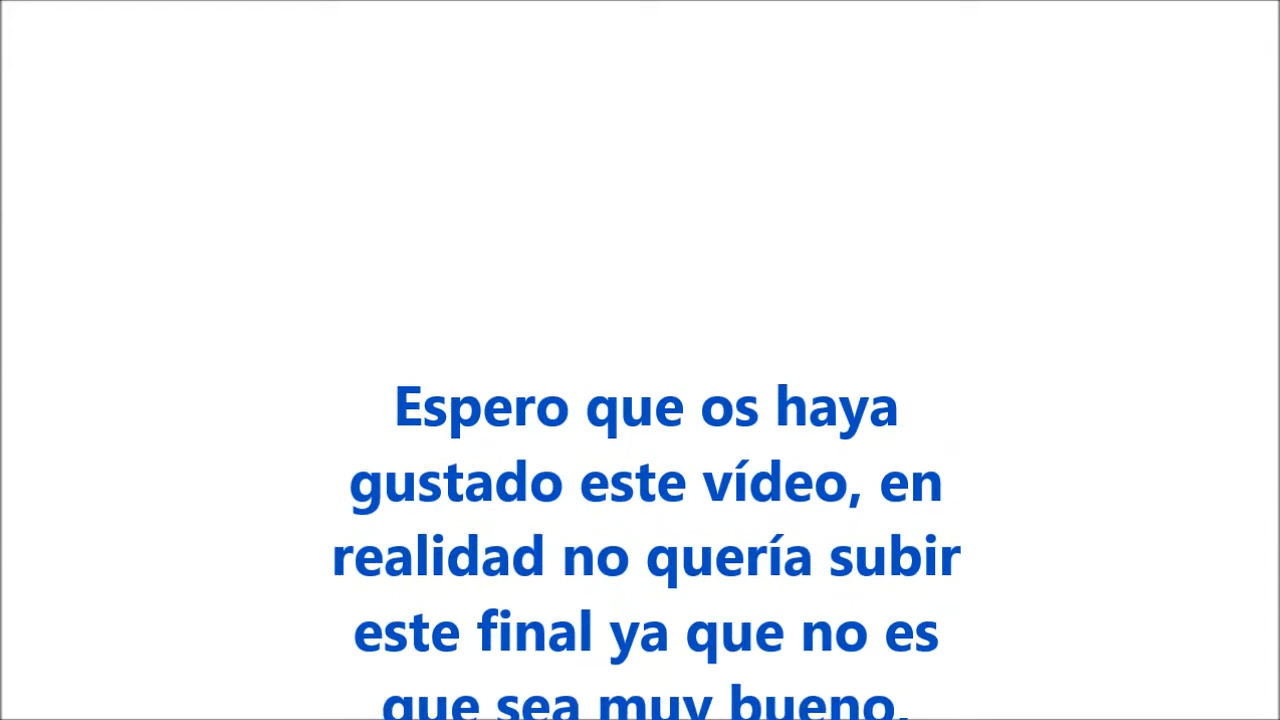 Espero que os haya
gustado este vídeo, en
realidad no quería subir
este final ya que no es
que sea muy bueno,